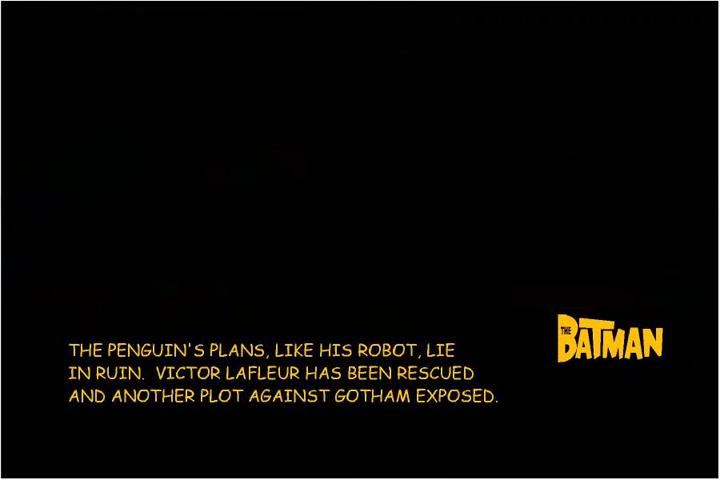 THE BATMAN
THE PENGUIN'S PLANS, LIKE HIS ROBOT, LIE
IN RUIN.  VICTOR LAFLEUR HAS BEEN RESCUED
AND ANOTHER PLOT AGAINST GOTHAM EXPOSED.